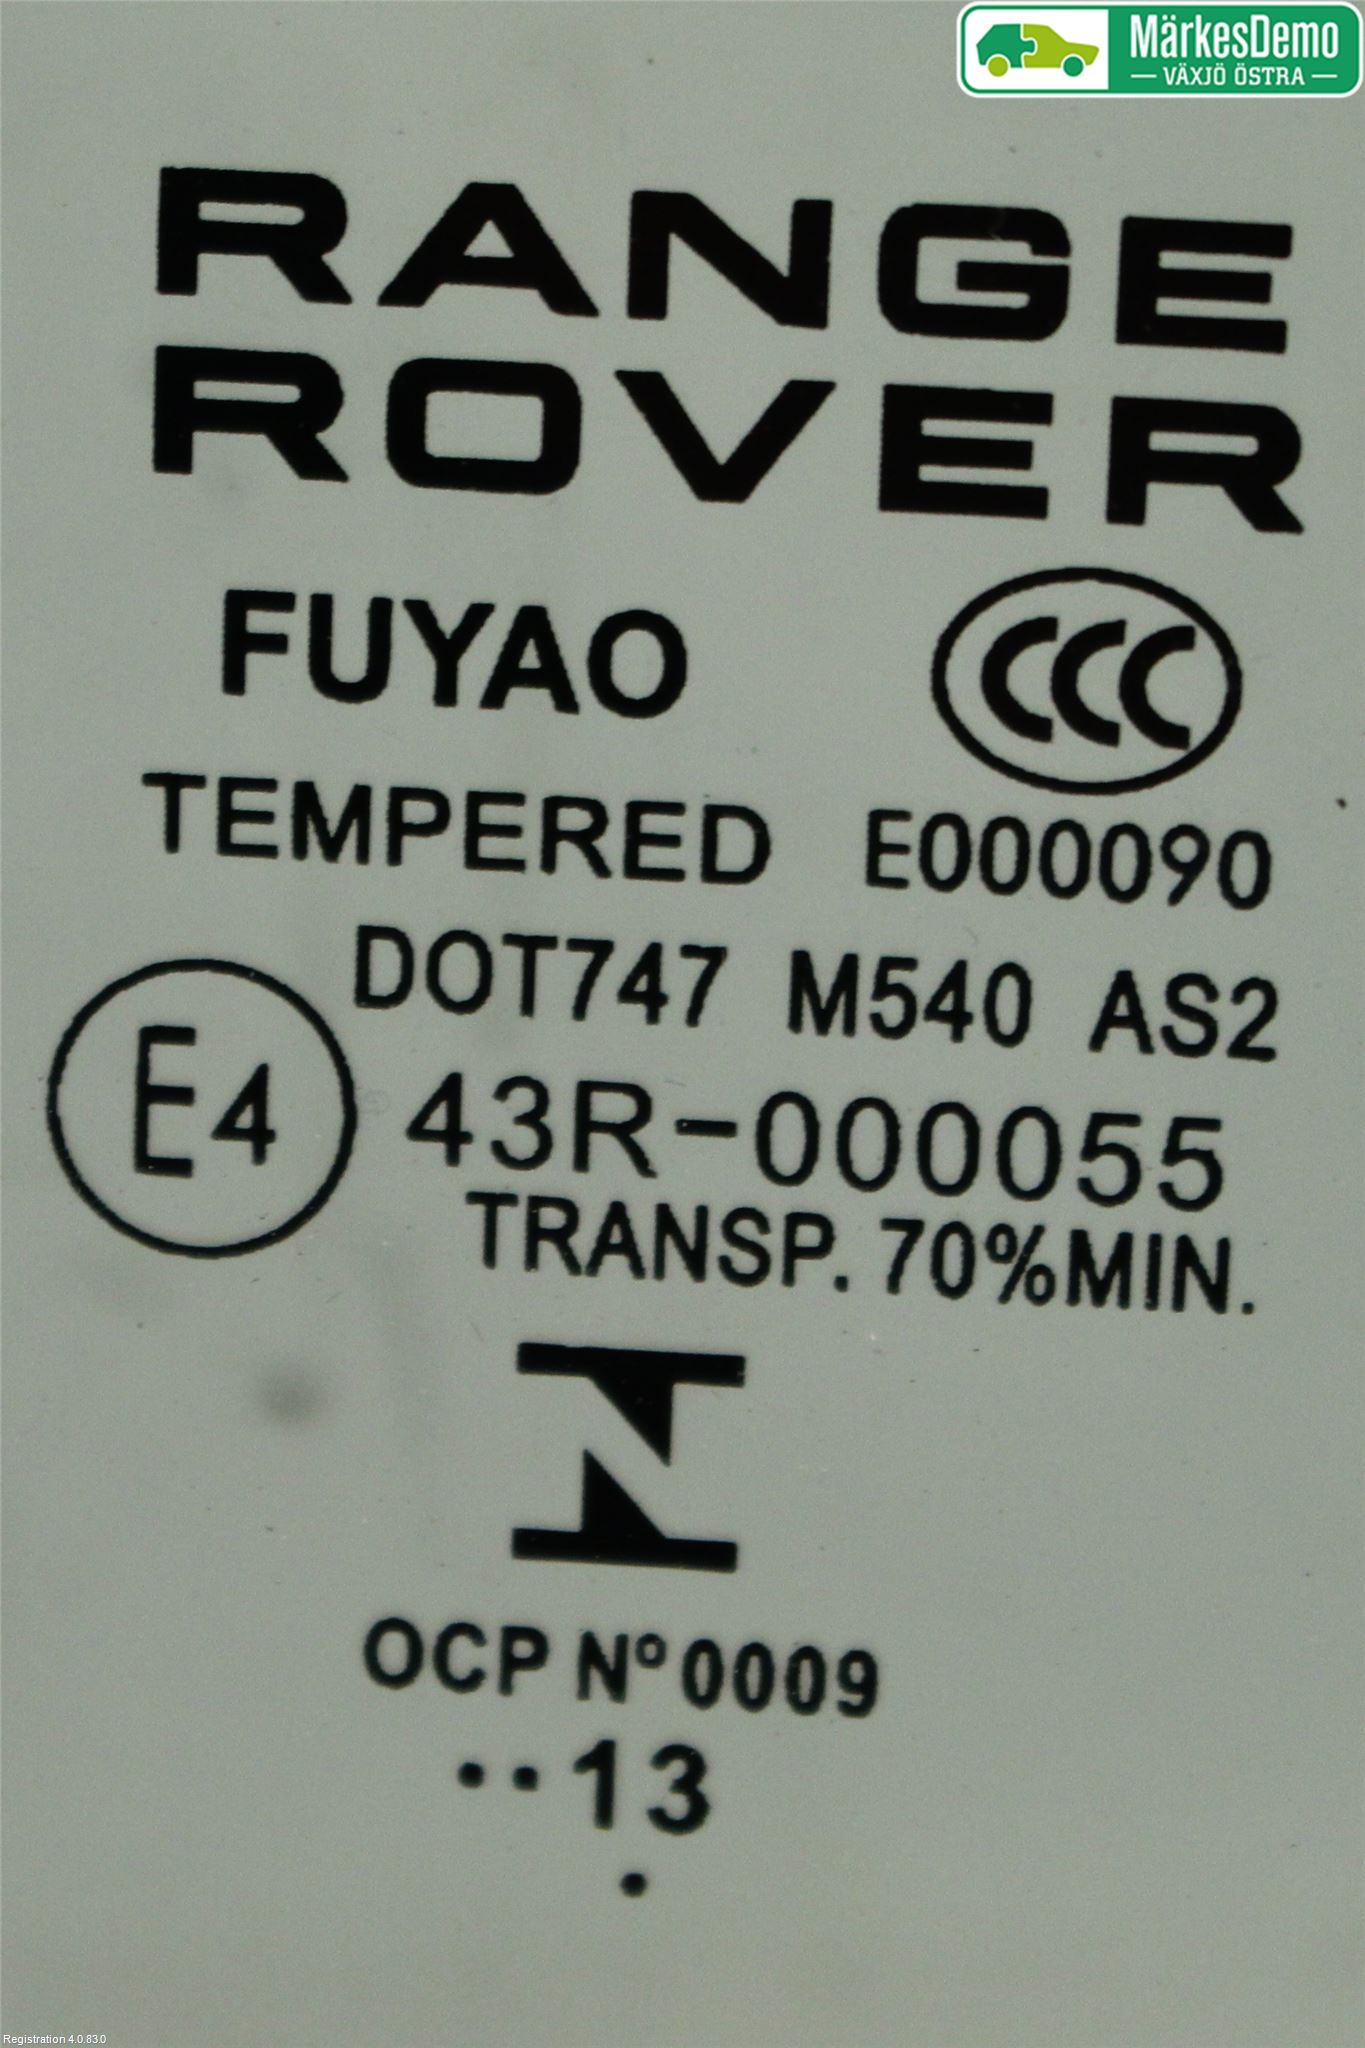 MärkesDemo
VÄXJÖ ÖSTRA
RANGE
ROVER
FUYAO CCC
TEMPERED E000090
DOT747 M540 AS2
E4 43R-000055
TRANSP. 70%MIN.
OCP Nº 0009
··13
.
Registration 4.0.83.0